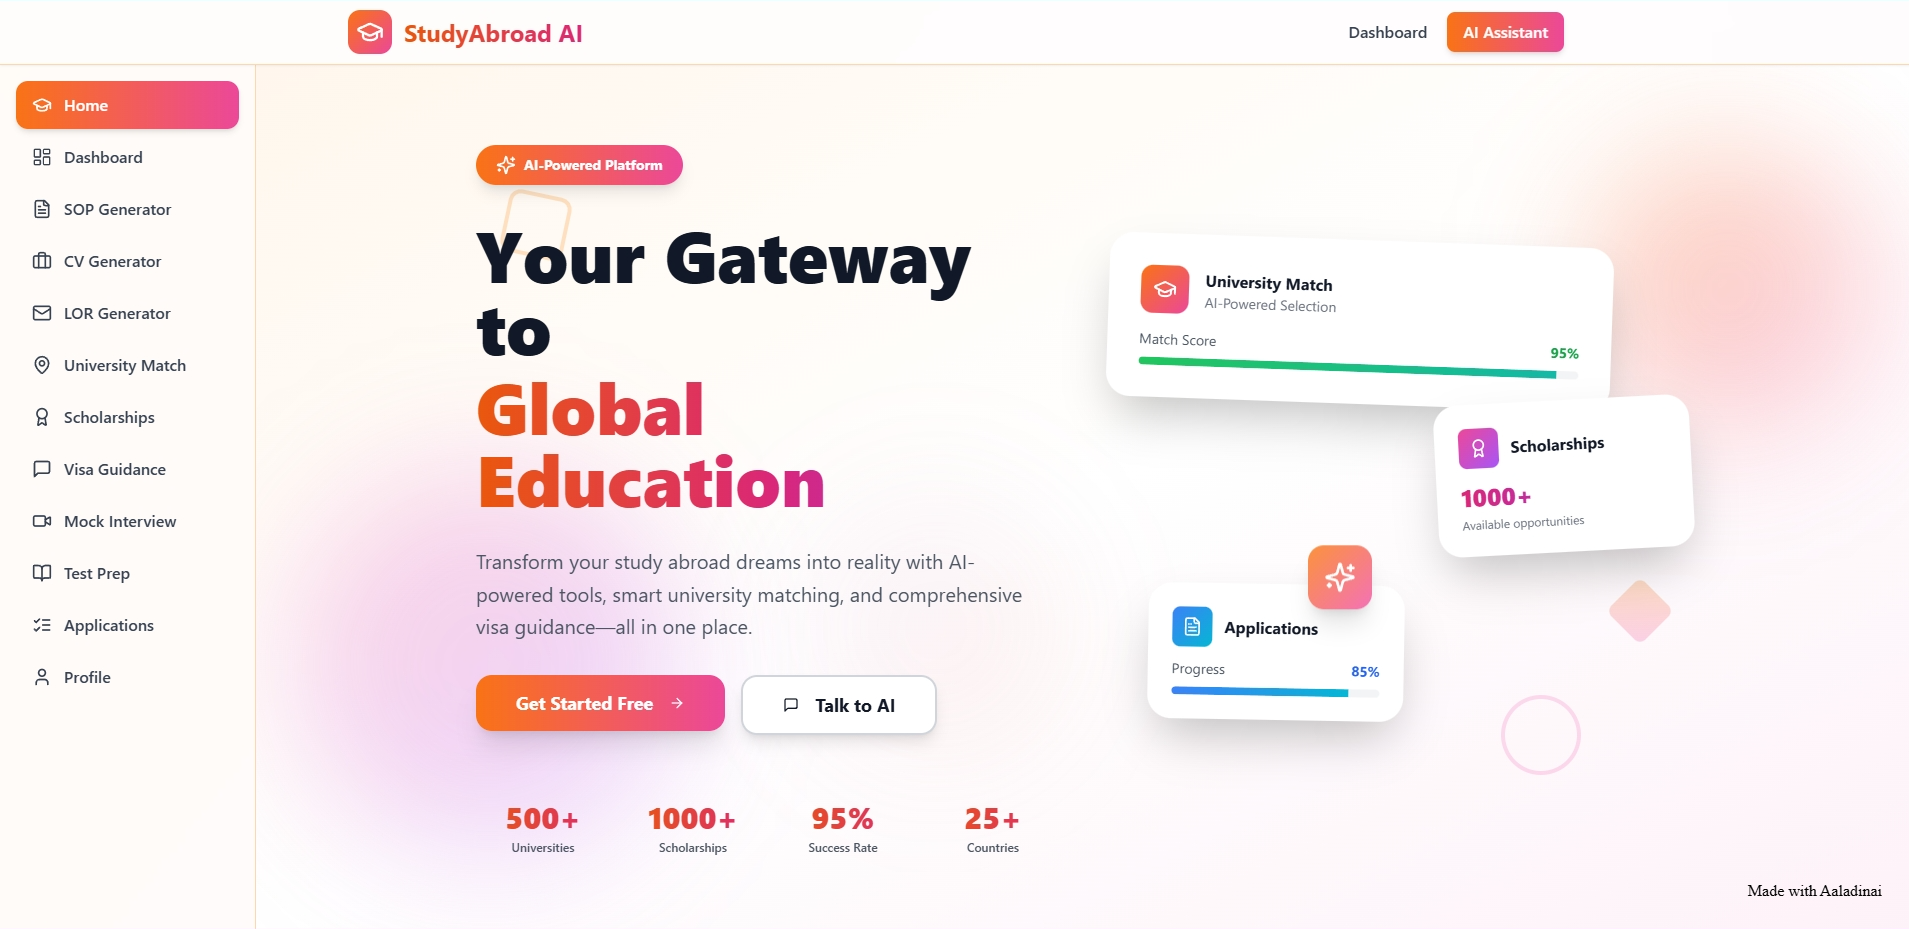 StudyAbroad AI
Dashboard
AI Assistant
Home
Dashboard
SOP Generator
CV Generator
LOR Generator
University Match
Scholarships
Visa Guidance
Mock Interview
Test Prep
Applications
Profile
AI-Powered Platform
Your Gateway
to
Global
Education
Transform your study abroad dreams into reality with AI-
powered tools, smart university matching, and comprehensive
visa guidance—all in one place.
Get Started Free
Talk to AI
500+
Universities
1000+
Scholarships
95%
Success Rate
25+
Countries
University Match
AI-Powered Selection
Match Score
95%
Scholarships
1000+
Available opportunities
Applications
Progress
85%
Made with Aaladinai